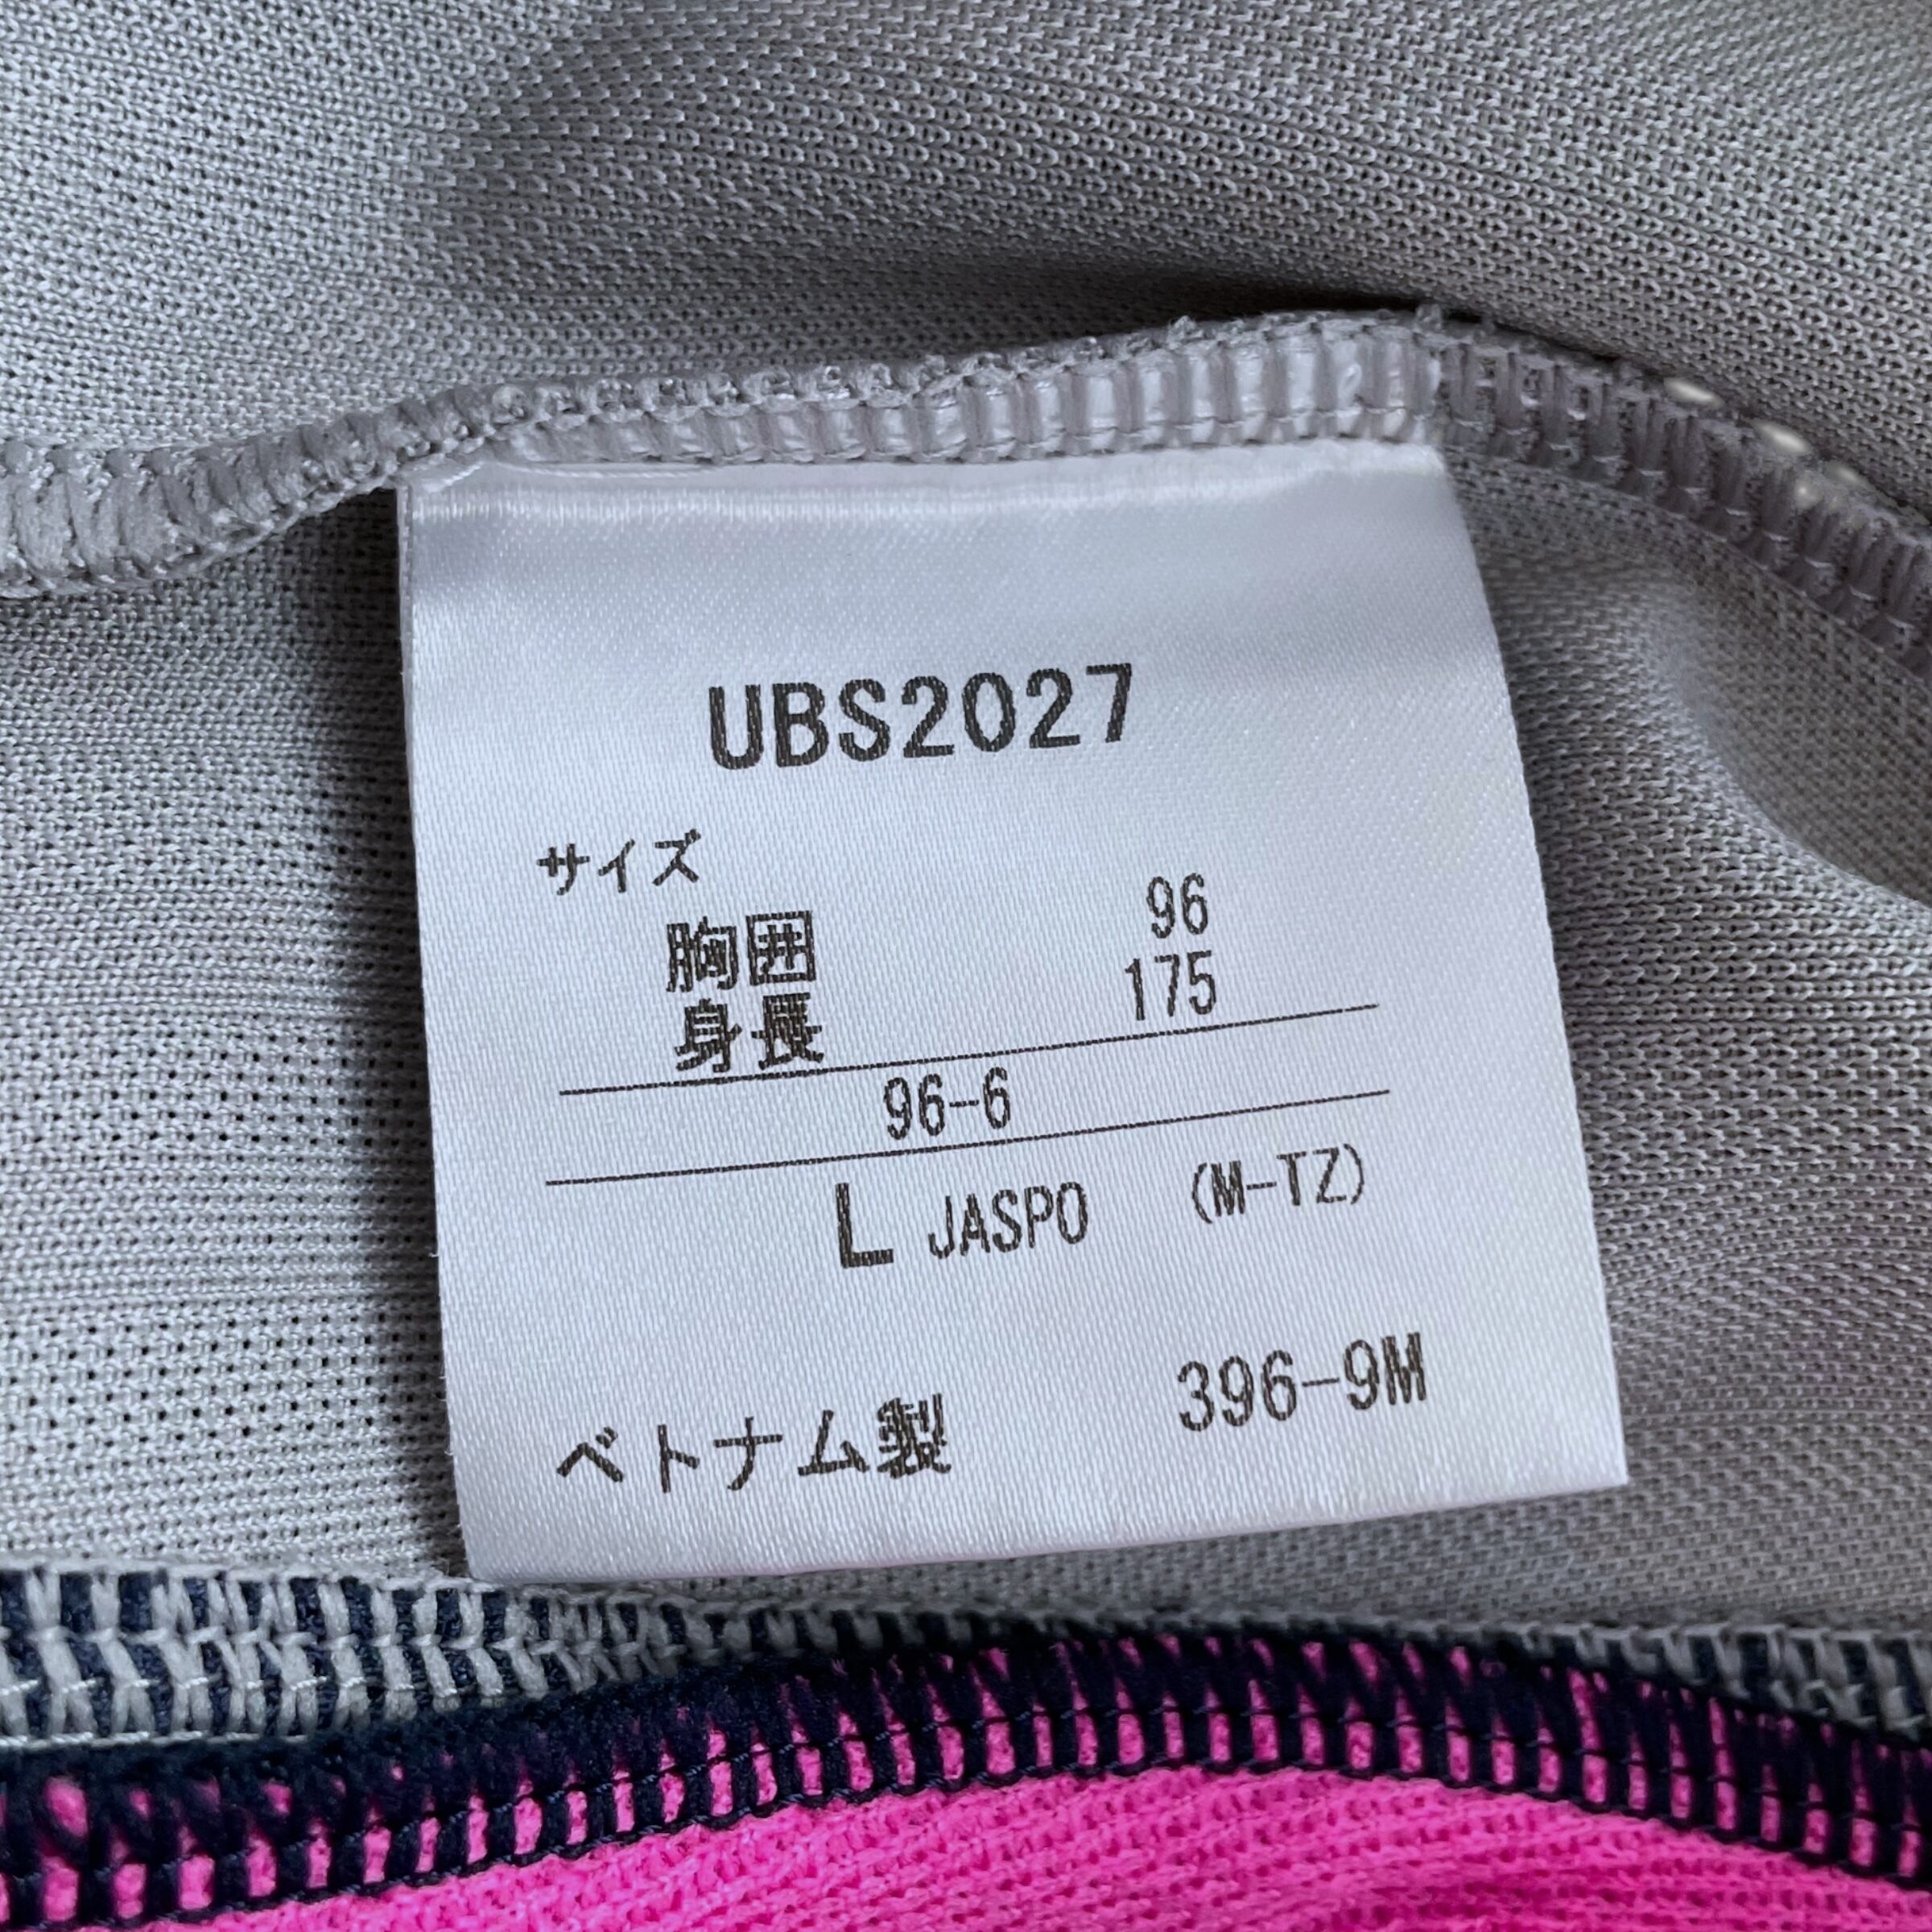 UBS2027
サイズ
胸囲 96
身長 175
96-6
L JASPO (M-TZ)
ベトナム製 396-9M